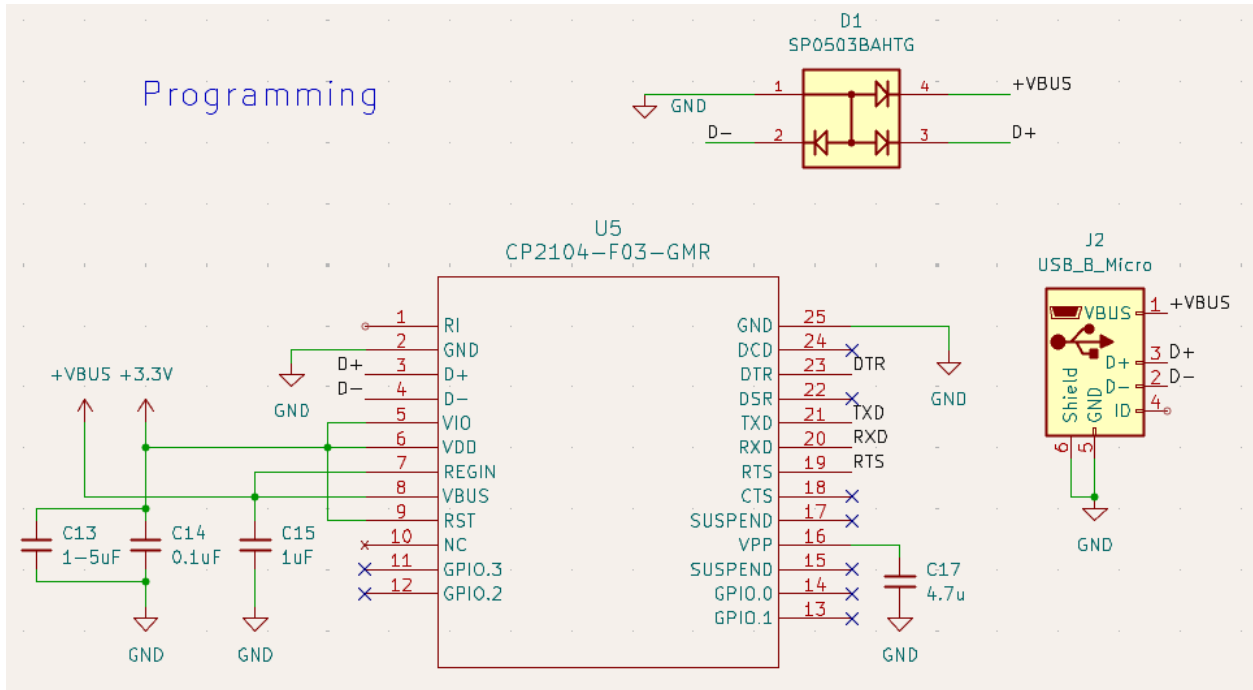 D1
SP0503BAHTG
Programming
1
4
+VBUS
GND
D-
2
3
D+
U5
CP2104-F03-GMR
J2
USB_B_Micro
1
RI
GND
25
VBUS
1
+VBUS
2
GND
DCD
24
D+
3
D+
DTR
23
DTR
D+
3
D+
+VBUS
+3.3V
D-
4
D-
DSR
22
GND
D-
2
D-
GND
5
VIO
TXD
21
TXD
Shield
GND
ID
4
6
VDD
RXD
20
RXD
7
REGIN
RTS
19
RTS
6
5
8
VBUS
CTS
18
C13
1-5uF
C14
0.1uF
C15
1uF
9
RST
SUSPEND
17
10
NC
VPP
16
GND
11
GPIO.3
SUSPEND
15
C17
4.7u
12
GPIO.2
GPIO.0
14
GPIO.1
13
GND
GND
GND